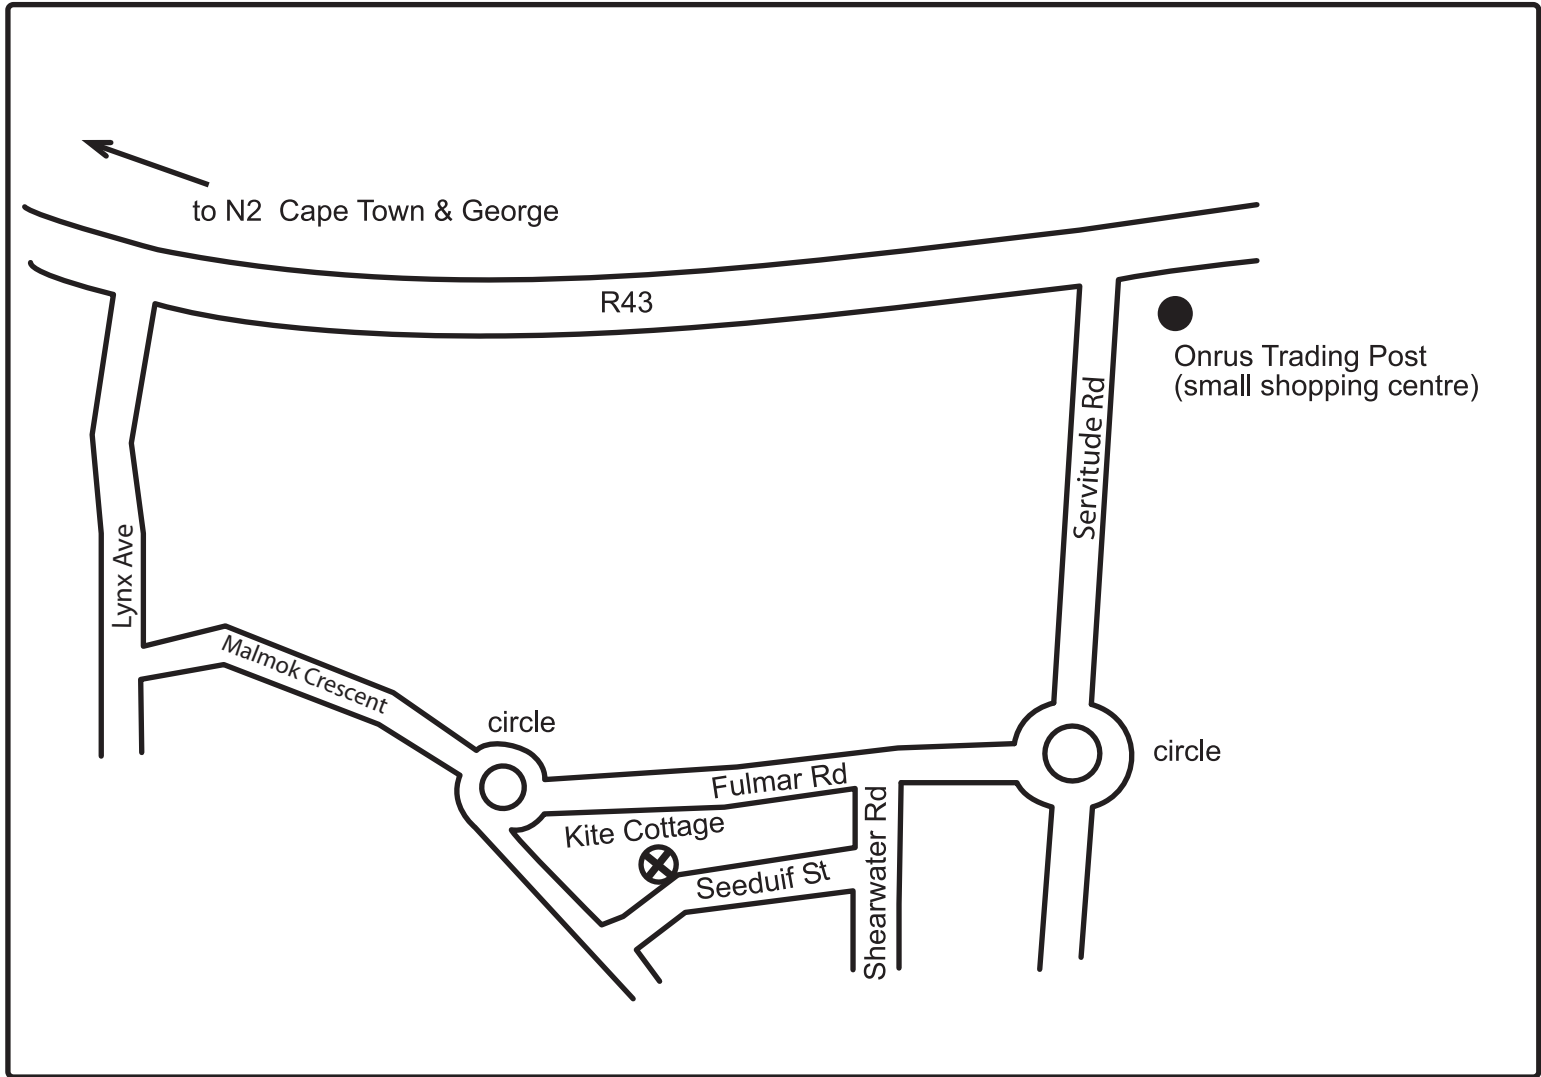 to N2 Cape Town & George
R43
Onrus Trading Post
(small shopping centre)
Servitude Rd
Lynx Ave
Malmok Crescent
circle
circle
Fulmar Rd
Kite Cottage
Seeduif St
Shearwater Rd